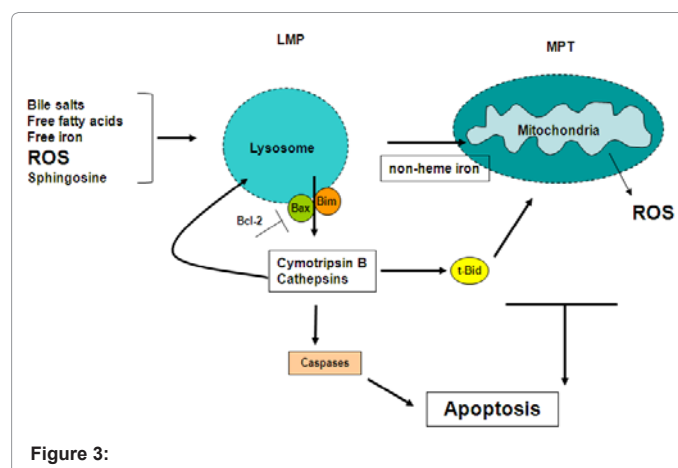 LMP
MPT
Bile salts
Free fatty acids
Free iron
ROS
Sphingosine
Lysosome
Mitochondria
non-heme iron
ROS
Bax
Bim
Bcl-2
Cymotripsin B
Cathepsins
t-Bid
Caspases
Apoptosis
Figure 3: